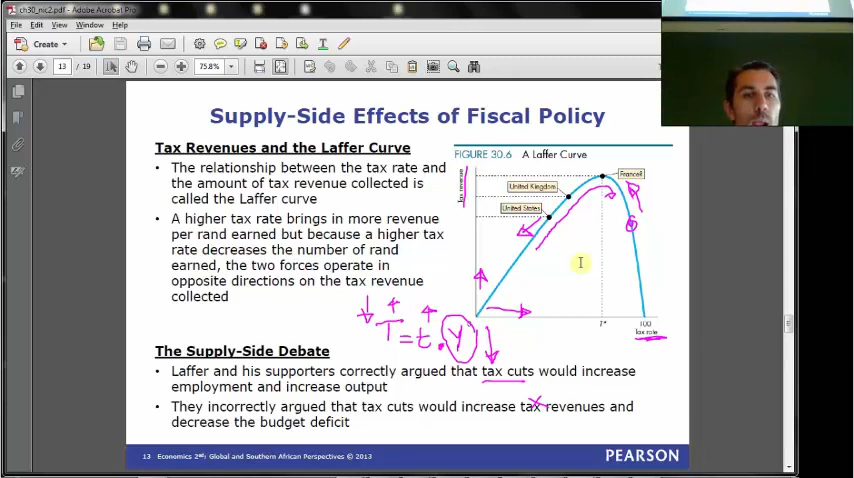 ch30_nic2.pdf - Adobe Acrobat Pro
File Edit View Window Help
Create
13 / 19 75.8%
Supply-Side Effects of Fiscal Policy
Tax Revenues and the Laffer Curve
The relationship between the tax rate and
the amount of tax revenue collected is
called the Laffer curve
A higher tax rate brings in more revenue
per rand earned but because a higher tax
rate decreases the number of rand
earned, the two forces operate in
opposite directions on the tax revenue
collected
FIGURE 30.6 A Laffer Curve
Tax revenue
France
United Kingdom
United States
0 T* 100
Tax rate
T = t . Y
The Supply-Side Debate
Laffer and his supporters correctly argued that tax cuts would increase
employment and increase output
They incorrectly argued that tax cuts would increase tax revenues and
decrease the budget deficit
13 Economics 2nd: Global and Southern African Perspectives © 2013
PEARSON